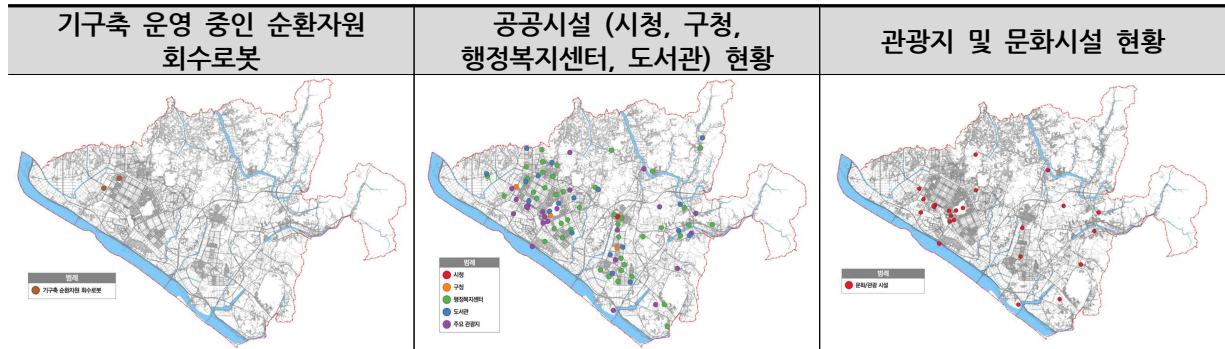 기구축 운영 중인 순환자원
회수로봇
공공시설 (시청, 구청,
행정복지센터, 도서관) 현황
관광지 및 문화시설 현황
범례
기구축 순환자원 회수로봇
범례
시청
구청
행정복지센터
도서관
주요 관광지
범례
문화/관광 시설